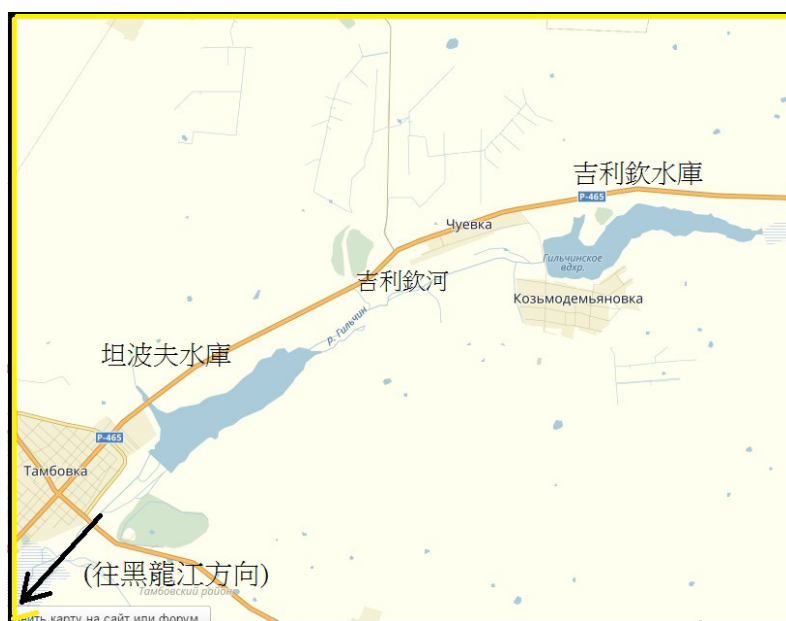 吉利欽水庫
Р-465
Чуевка
Гильчинское
вдхр.
吉利欽河
Козьмодемьяновка
р. Гильчин
坦波夫水庫
Р-465
Тамбовка
(往黑龍江方向)
Тамбовский район
вить карту на сайт или форум